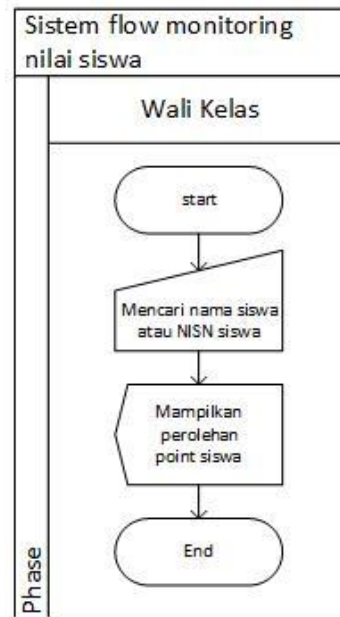 Sistem flow monitoring
nilai siswa
Wali Kelas
start
Mencari nama siswa
atau NISN siswa
Mampilkan
perolehan
point siswa
End
Phase